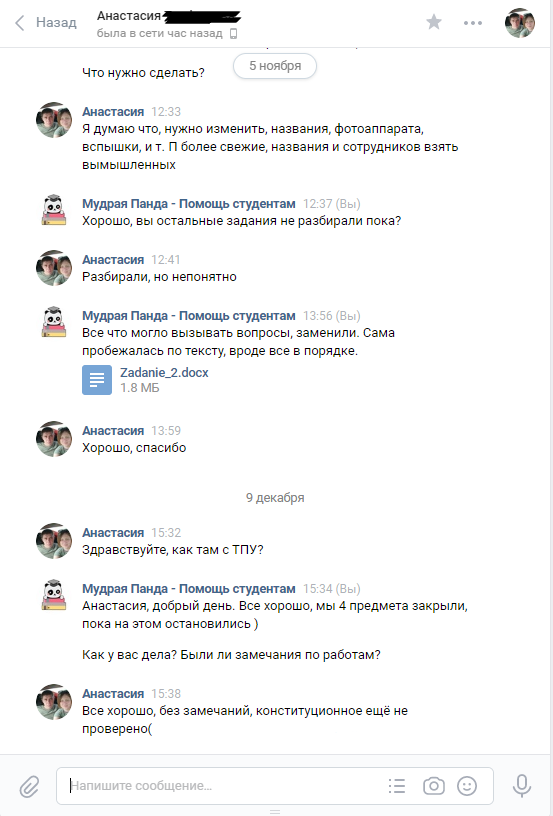 Назад
Анастасия
была в сети час назад
Что нужно сделать?
5 ноября
Анастасия 12:33
Я думаю что, нужно изменить, названия, фотоаппарата,
вспышки, и т. П более свежие, названия и сотрудников взять
вымышленных
Мудрая Панда - Помощь студентам 12:37 (Вы)
Хорошо, вы остальные задания не разбирали пока?
Анастасия 12:41
Разбирали, но непонятно
Мудрая Панда - Помощь студентам 13:56 (Вы)
Все что могло вызывать вопросы, заменили. Сама
пробежалась по тексту, вроде все в порядке.
Zadanie_2.docx
1.8 МБ
Анастасия 13:59
Хорошо, спасибо
9 декабря
Анастасия 15:32
Здравствуйте, как там с ТПУ?
Мудрая Панда - Помощь студентам 15:34 (Вы)
Анастасия, добрый день. Все хорошо, мы 4 предмета закрыли,
пока на этом остановились )
Как у вас дела? Были ли замечания по работам?
Анастасия 15:38
Все хорошо, без замечаний, конституционное ещё не
проверено(
Напишите сообщение...